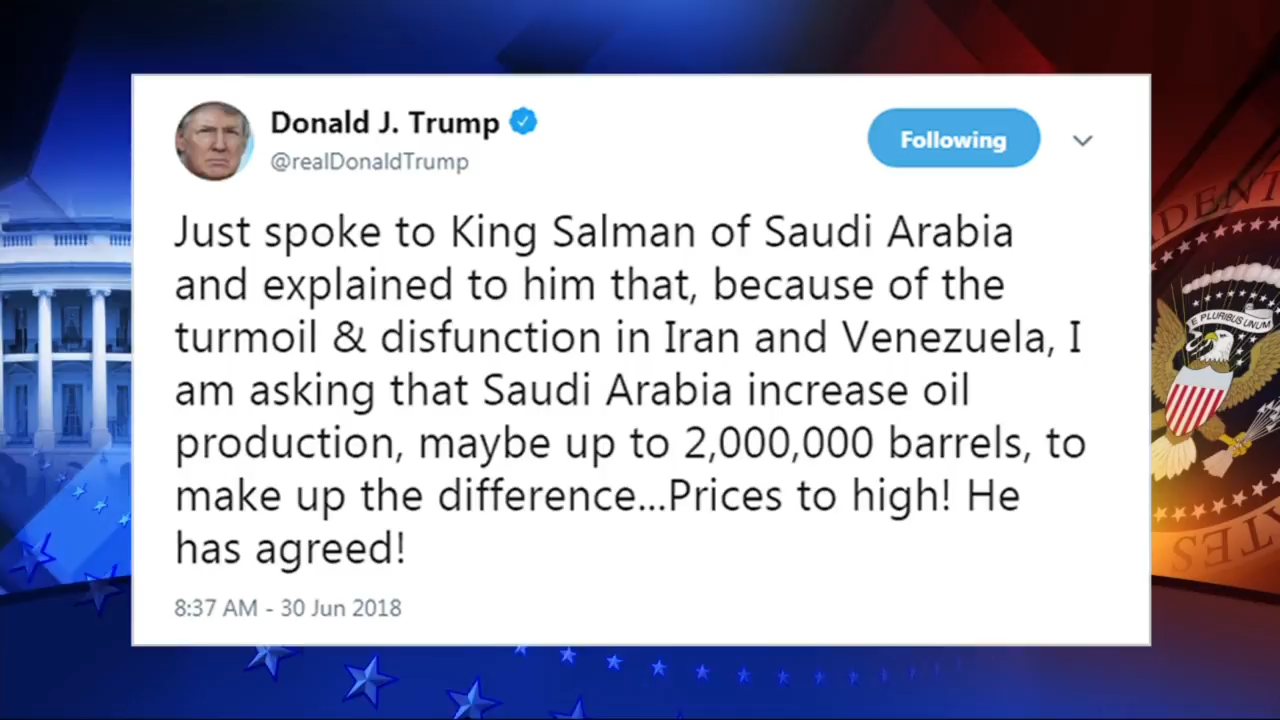 Donald J. Trump
@realDonaldTrump
Following
Just spoke to King Salman of Saudi Arabia
and explained to him that, because of the
turmoil & disfunction in Iran and Venezuela, I
am asking that Saudi Arabia increase oil
production, maybe up to 2,000,000 barrels, to
make up the difference...Prices to high! He
has agreed!
8:37 AM - 30 Jun 2018
DENT
E PLURIBUS UNUM
ATES